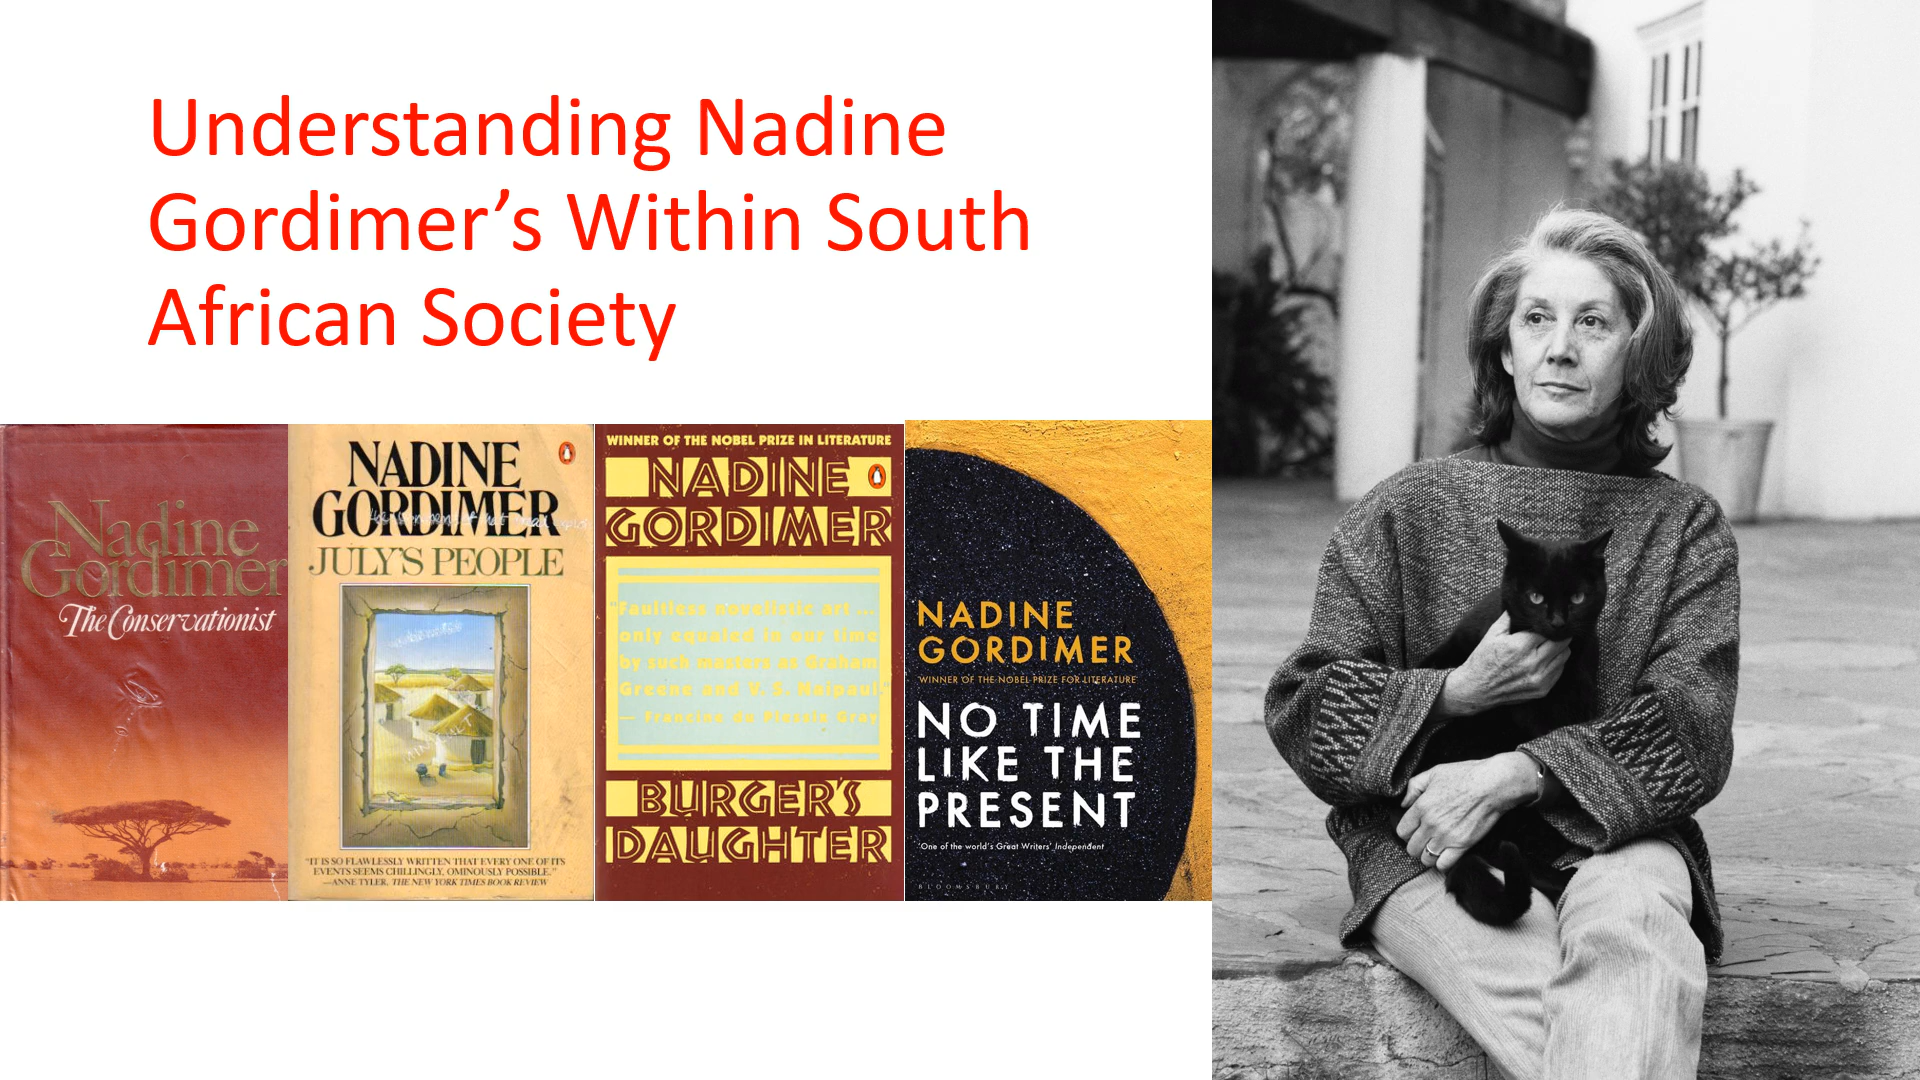 Understanding Nadine
Gordimer’s Within South
African Society
Nadine
Gordimer
The Conservationist
NADINE
GORDIMER
JULY'S PEOPLE
"IT IS SO FLAWLESSLY WRITTEN THAT EVERY ONE OF ITS
EVENTS SEEMS CHILLINGLY, OMINOUSLY POSSIBLE."
—ANNE TYLER, THE NEW YORK TIMES BOOK REVIEW
WINNER OF THE NOBEL PRIZE IN LITERATURE
NADINE
GORDIMER
"Faultless novelistic art ...
only equaled in our time
by such masters as Graham
Greene and V. S. Naipaul."
— Francine du Plessix Gray
BURGER'S
DAUGHTER
NADINE
GORDIMER
WINNER OF THE NOBEL PRIZE FOR LITERATURE
NO TIME
LIKE THE
PRESENT
'One of the world's Great Writers' Independent
BLOOMSBURY